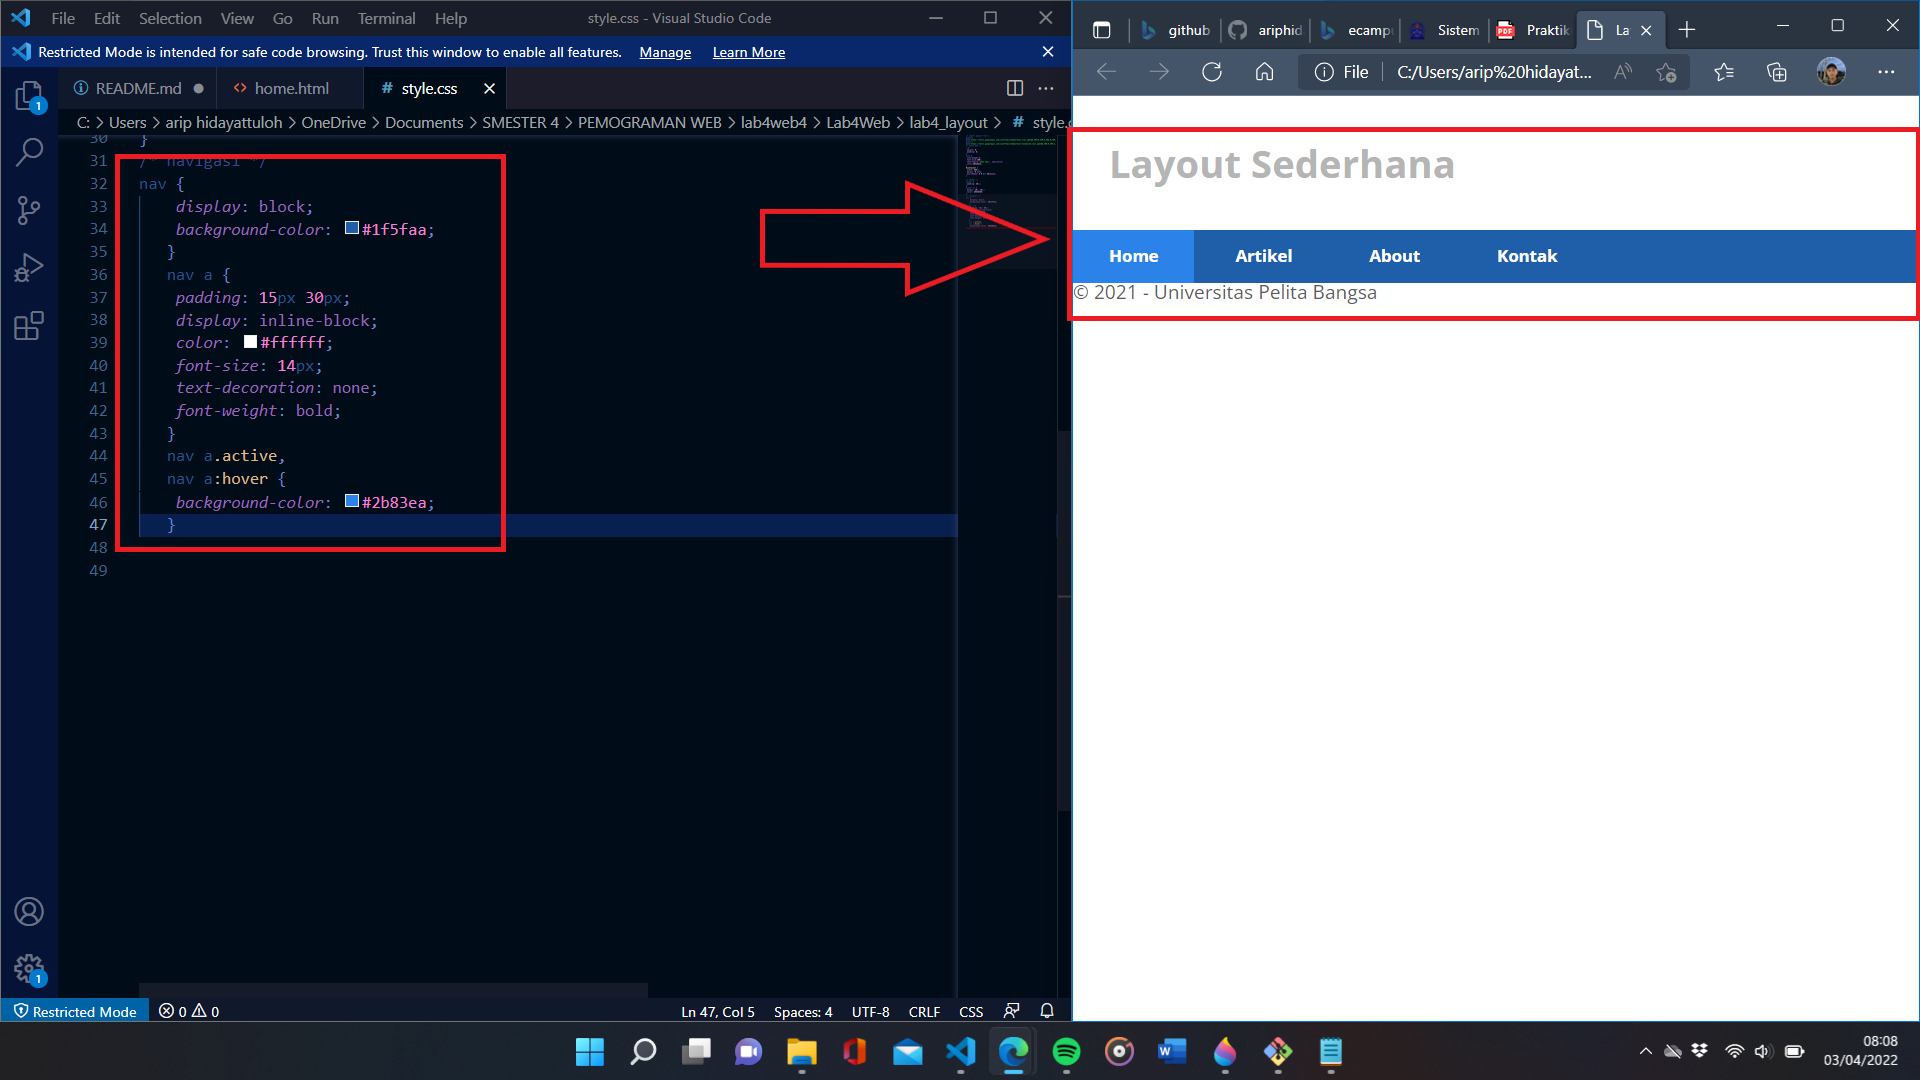 File Edit Selection View Go Run Terminal Help
style.css - Visual Studio Code
Restricted Mode is intended for safe code browsing. Trust this window to enable all features. Manage Learn More
README.md
home.html
# style.css
C: > Users > arip hidayattuloh > OneDrive > Documents > SMESTER 4 > PEMOGRAMAN WEB > lab4web4 > Lab4Web > lab4_layout > # style.c
30 }
31 /* navigasi */
32 nav {
33 display: block;
34 background-color: #1f5faa;
35 }
36 nav a {
37 padding: 15px 30px;
38 display: inline-block;
39 color: #ffffff;
40 font-size: 14px;
41 text-decoration: none;
42 font-weight: bold;
43 }
44 nav a.active,
45 nav a:hover {
46 background-color: #2b83ea;
47 }
48
49
1
1
Restricted Mode 0 0
Ln 47, Col 5 Spaces: 4 UTF-8 CRLF CSS
github
ariphid
ecamp
Sistem
PDF Praktik
La
File C:/Users/arip%20hidayat...
Layout Sederhana
Home Artikel About Kontak
© 2021 - Universitas Pelita Bangsa
08:08
03/04/2022